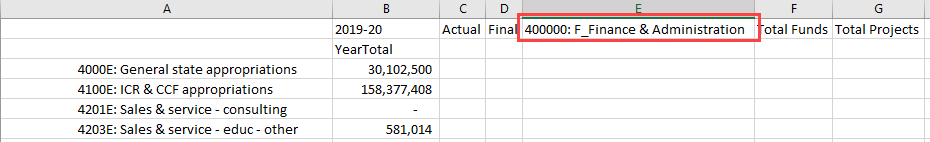 A B C D E F G
2019-20 Actual Final 400000: F_Finance & Administration Total Funds Total Projects
YearTotal
4000E: General state appropriations 30,102,500
4100E: ICR & CCF appropriations 158,377,408
4201E: Sales & service - consulting -
4203E: Sales & service - educ - other 581,014